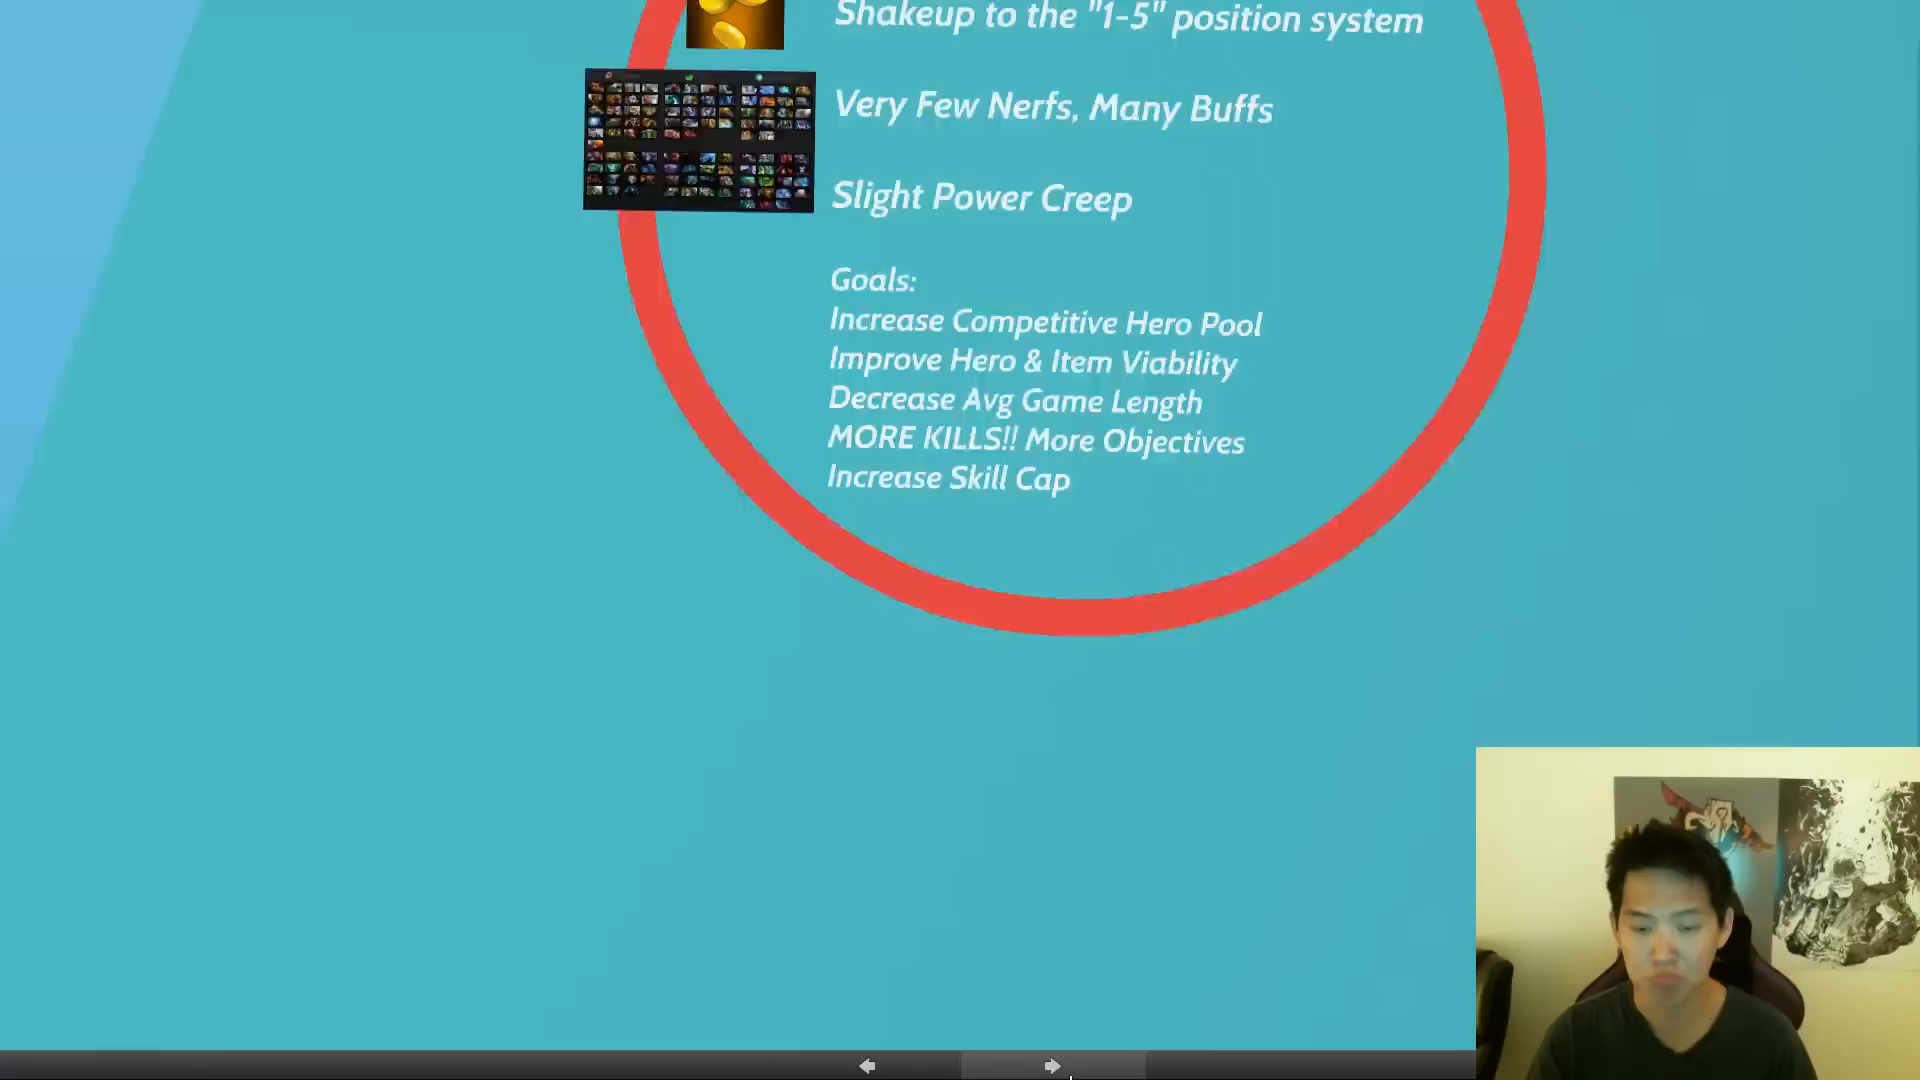 Shakeup to the "1-5" position system
Very Few Nerfs, Many Buffs
Slight Power Creep
Goals:
Increase Competitive Hero Pool
Improve Hero & Item Viability
Decrease Avg Game Length
MORE KILLS!! More Objectives
Increase Skill Cap